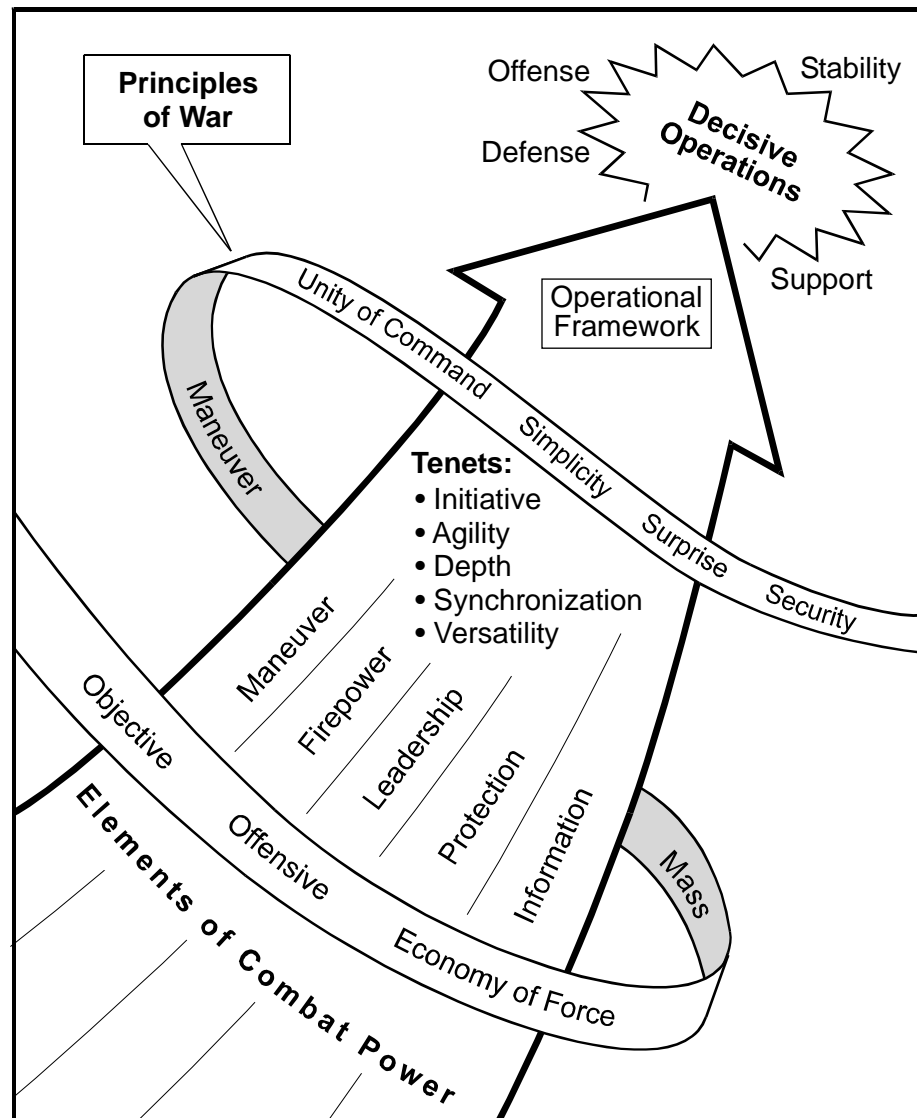 Principles
of War
Offense
Stability
Decisive
Operations
Defense
Support
Operational
Framework
Unity of Command
Simplicity
Surprise
Security
Maneuver
Tenets:
• Initiative
• Agility
• Depth
• Synchronization
• Versatility
Maneuver
Firepower
Leadership
Protection
Information
Objective
Offensive
Economy of Force
Mass
Elements of Combat Power